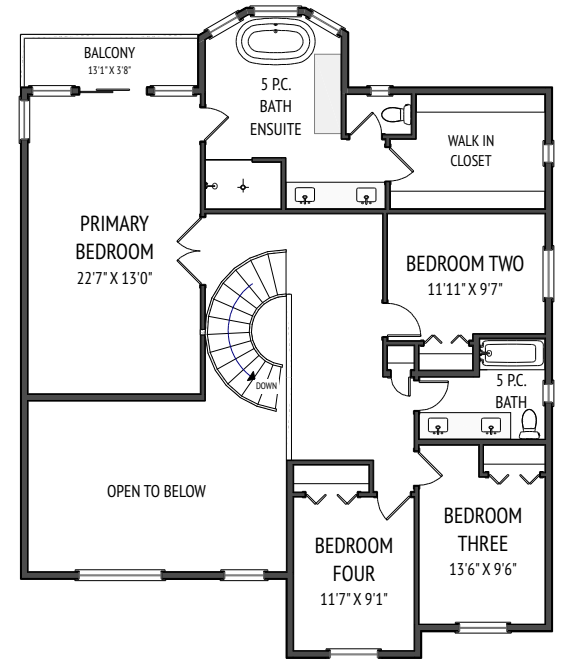 BALCONY
13'1" X 3'8"
5 P.C.
BATH
ENSUITE
WALK IN
CLOSET
PRIMARY
BEDROOM
22'7" X 13'0"
BEDROOM TWO
11'11" X 9'7"
DOWN
5 P.C.
BATH
OPEN TO BELOW
BEDROOM
THREE
13'6" X 9'6"
BEDROOM
FOUR
11'7" X 9'1"